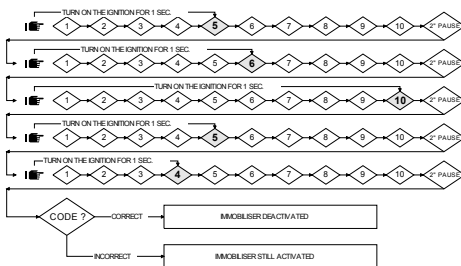 TURN ON THE IGNITION FOR 1 SEC.
1 2 3 4 5 6 7 8 9 10 2" PAUSE
TURN ON THE IGNITION FOR 1 SEC.
1 2 3 4 5 6 7 8 9 10 2" PAUSE
TURN ON THE IGNITION FOR 1 SEC.
1 2 3 4 5 6 7 8 9 10 2" PAUSE
TURN ON THE IGNITION FOR 1 SEC.
1 2 3 4 5 6 7 8 9 10 2" PAUSE
TURN ON THE IGNITION FOR 1 SEC.
1 2 3 4 5 6 7 8 9 10 2" PAUSE
CODE ? CORRECT IMMOBILISER DEACTIVATED
INCORRECT IMMOBILISER STILL ACTIVATED